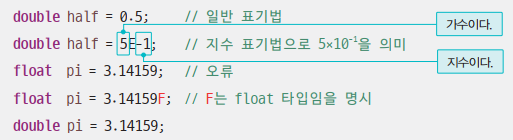 double half = 0.5; // 일반 표기법
가수이다.
double half = 5E-1; // 지수 표기법으로 5×10-1을 의미
지수이다.
float pi = 3.14159; // 오류
float pi = 3.14159F; // F는 float 타입임을 명시
double pi = 3.14159;